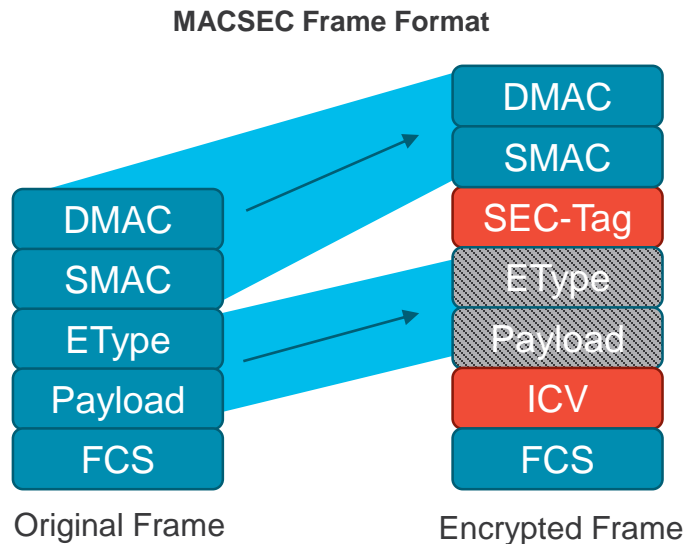 MACSEC Frame Format
DMAC
SMAC
EType
Payload
FCS
Original Frame
DMAC
SMAC
SEC-Tag
EType
Payload
ICV
FCS
Encrypted Frame